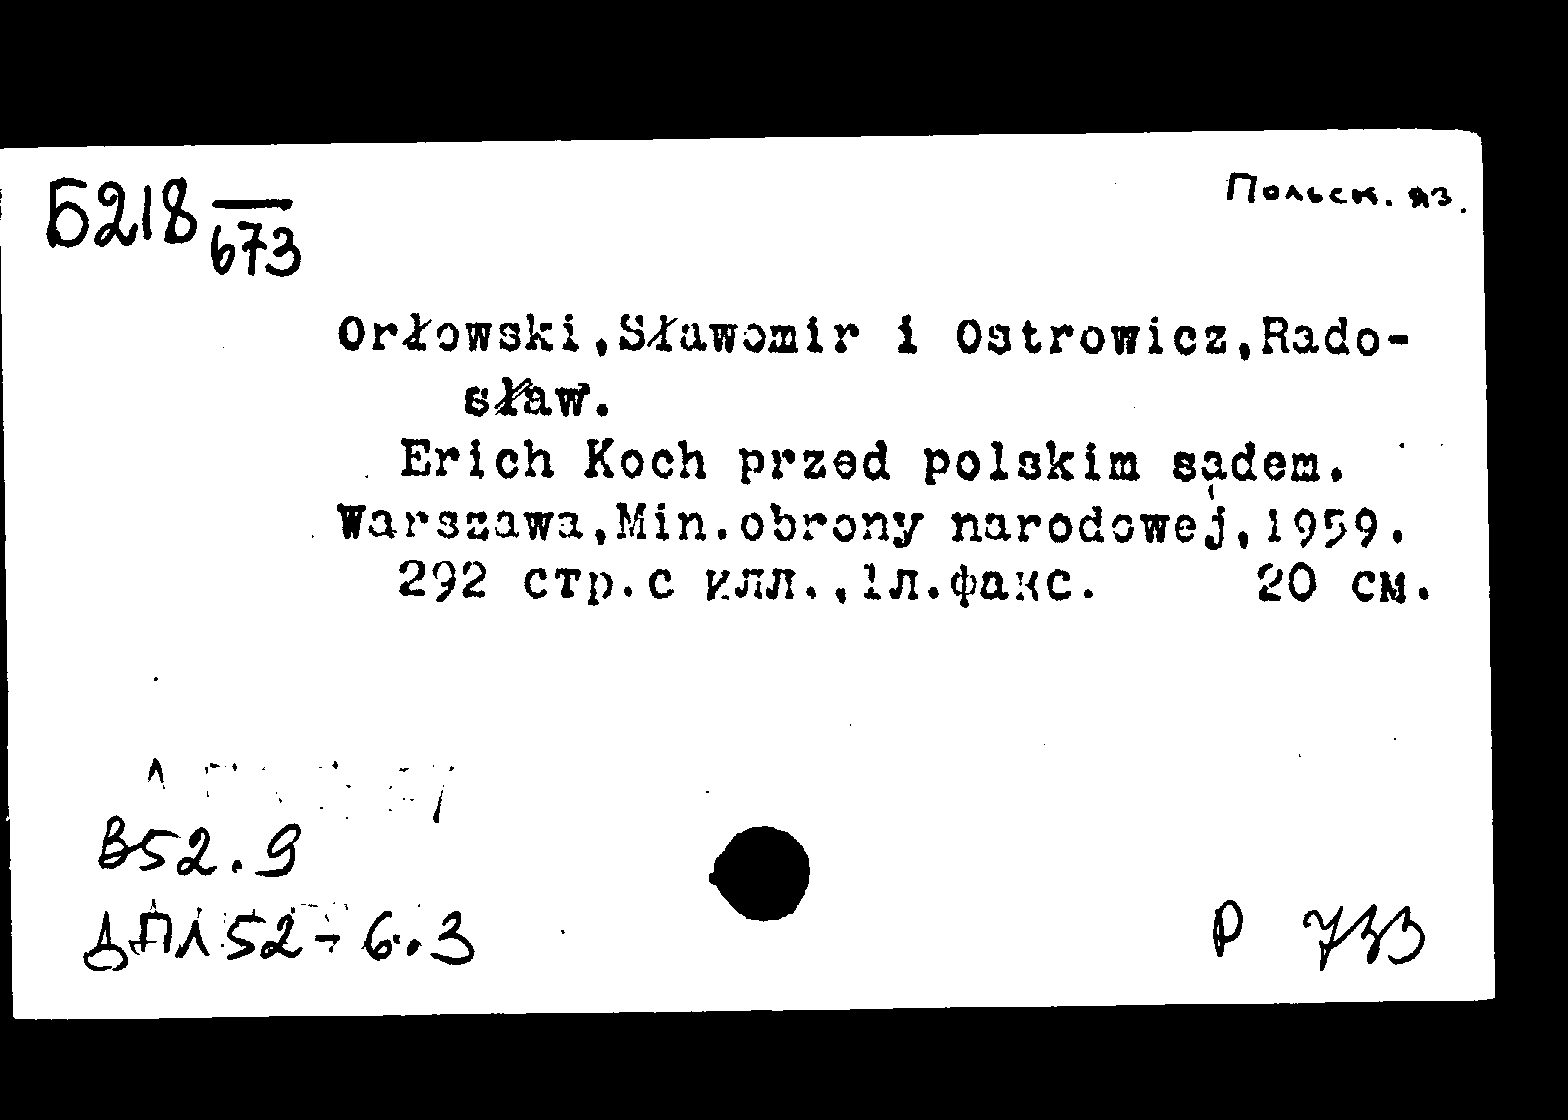 Б218
673
Польск. яз.
Orłowski, Sławomir i Ostrowicz, Rado-
sław.
Erich Koch przed polskim sądem.
Warszawa, Min. obrony narodowej, 1959.
292 стр. с илл., 1л. факс. 20 см.
В52.9
ДПЛ52-6.3
Р 733